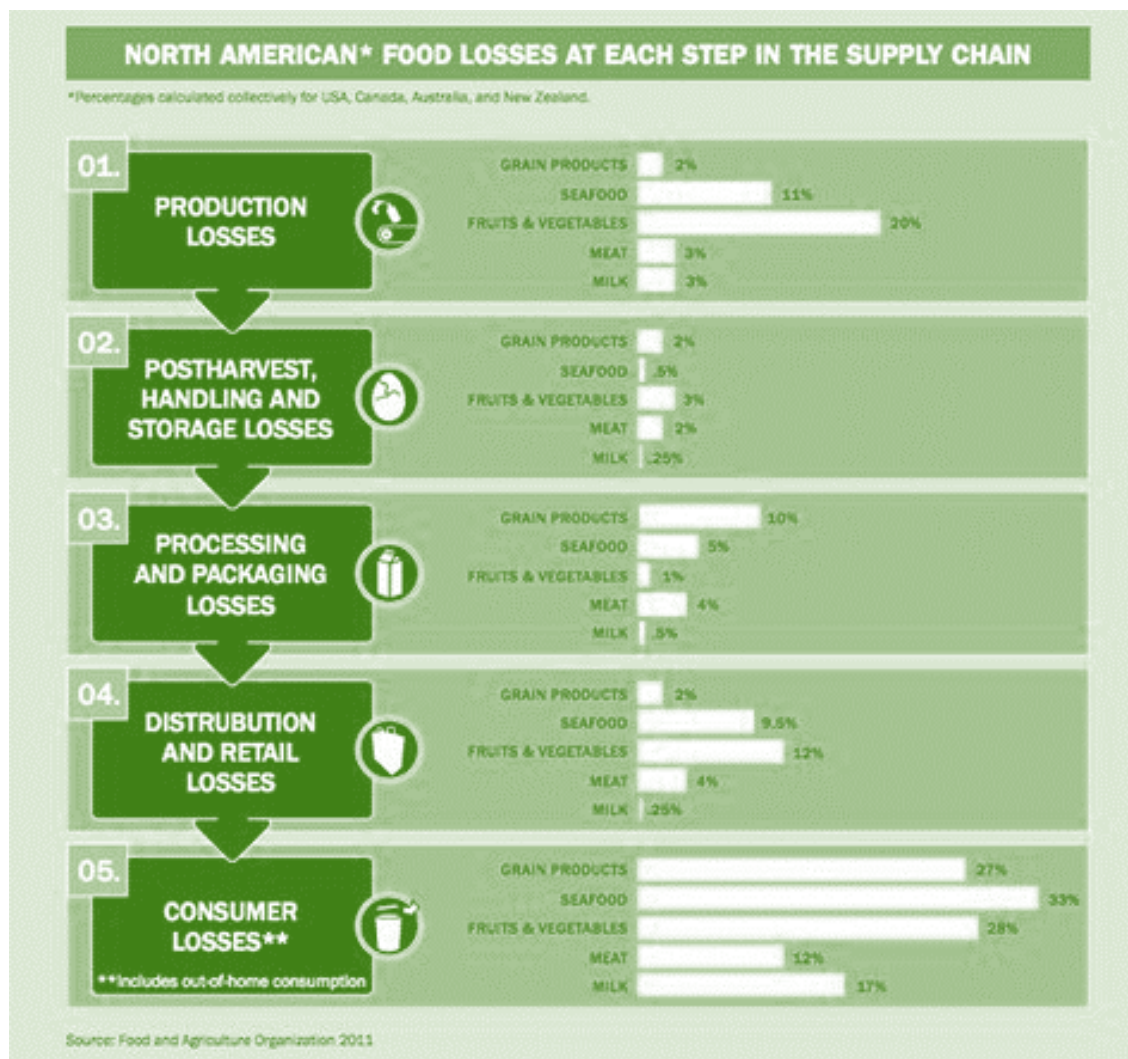 NORTH AMERICAN* FOOD LOSSES AT EACH STEP IN THE SUPPLY CHAIN
*Percentages calculated collectively for USA, Canada, Australia, and New Zealand.
01.
PRODUCTION
LOSSES
GRAIN PRODUCTS 2%
SEAFOOD 11%
FRUITS & VEGETABLES 20%
MEAT 3%
MILK 3%
02.
POSTHARVEST,
HANDLING AND
STORAGE LOSSES
GRAIN PRODUCTS 2%
SEAFOOD .5%
FRUITS & VEGETABLES 3%
MEAT 2%
MILK .25%
03.
PROCESSING
AND PACKAGING
LOSSES
GRAIN PRODUCTS 10%
SEAFOOD 5%
FRUITS & VEGETABLES 1%
MEAT 4%
MILK .5%
04.
DISTRUBUTION
AND RETAIL
LOSSES
GRAIN PRODUCTS 2%
SEAFOOD 9.5%
FRUITS & VEGETABLES 12%
MEAT 4%
MILK .25%
05.
CONSUMER
LOSSES**
**Includes out-of-home consumption
GRAIN PRODUCTS 27%
SEAFOOD 33%
FRUITS & VEGETABLES 28%
MEAT 12%
MILK 17%
Source: Food and Agriculture Organization 2011